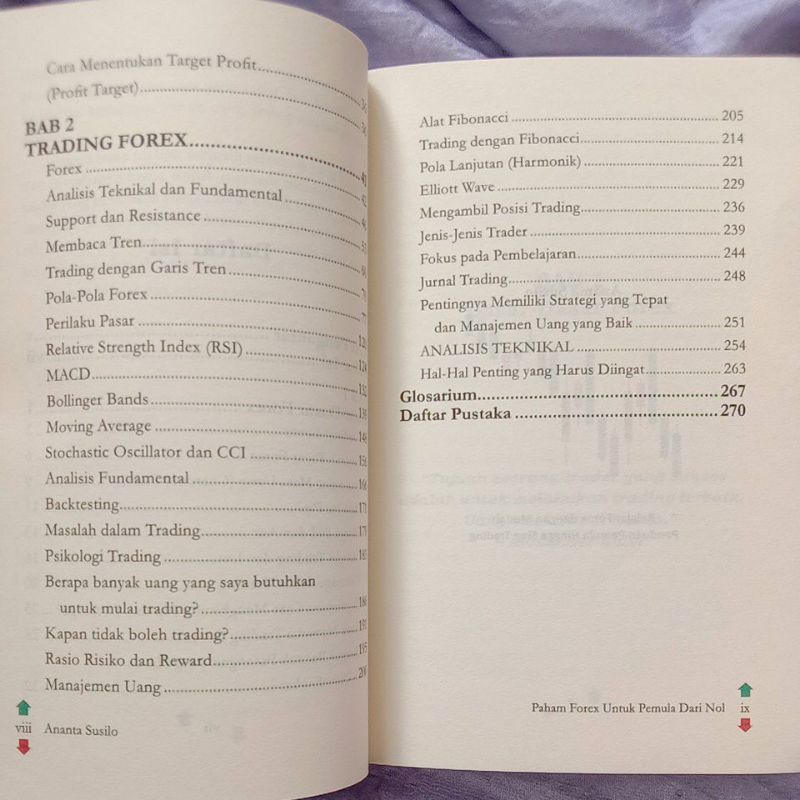 Cara Menentukan Target Profit
(Profit Target)
BAB 2
TRADING FOREX
Forex
Analisis Teknikal dan Fundamental
Support dan Resistance
Membaca Tren
Trading dengan Garis Tren
Pola-Pola Forex
Perilaku Pasar
Relative Strength Index (RSI)
MACD
Bollinger Bands
Moving Average
Stochastic Oscillator dan CCI
Analisis Fundamental
Backtesting
Masalah dalam Trading
Psikologi Trading
Berapa banyak uang yang saya butuhkan
untuk mulai trading?
Kapan tidak boleh trading?
Rasio Risiko dan Reward
Manajemen Uang
viii Ananta Susilo
Alat Fibonacci 205
Trading dengan Fibonacci 214
Pola Lanjutan (Harmonik) 221
Elliott Wave 229
Mengambil Posisi Trading 236
Jenis-Jenis Trader 239
Fokus pada Pembelajaran 244
Jurnal Trading 248
Pentingnya Memiliki Strategi yang Tepat
dan Manajemen Uang yang Baik 251
ANALISIS TEKNIKAL 254
Hal-Hal Penting yang Harus Diingat 263
Glosarium 267
Daftar Pustaka 270
Paham Forex Untuk Pemula Dari Nol ix